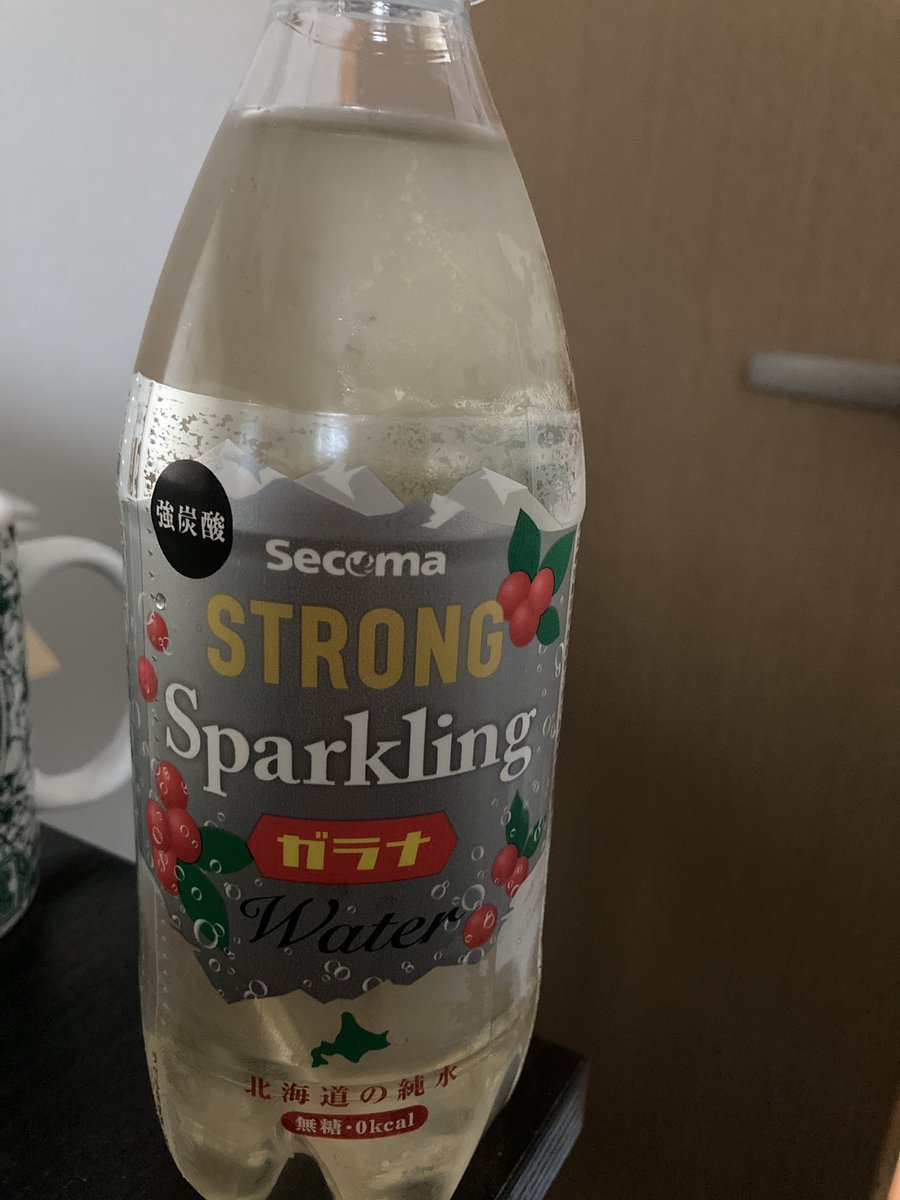 強炭酸
Secoma
STRONG
Sparkling
ガラナ
Water
北海道の純水
無糖・0kcal